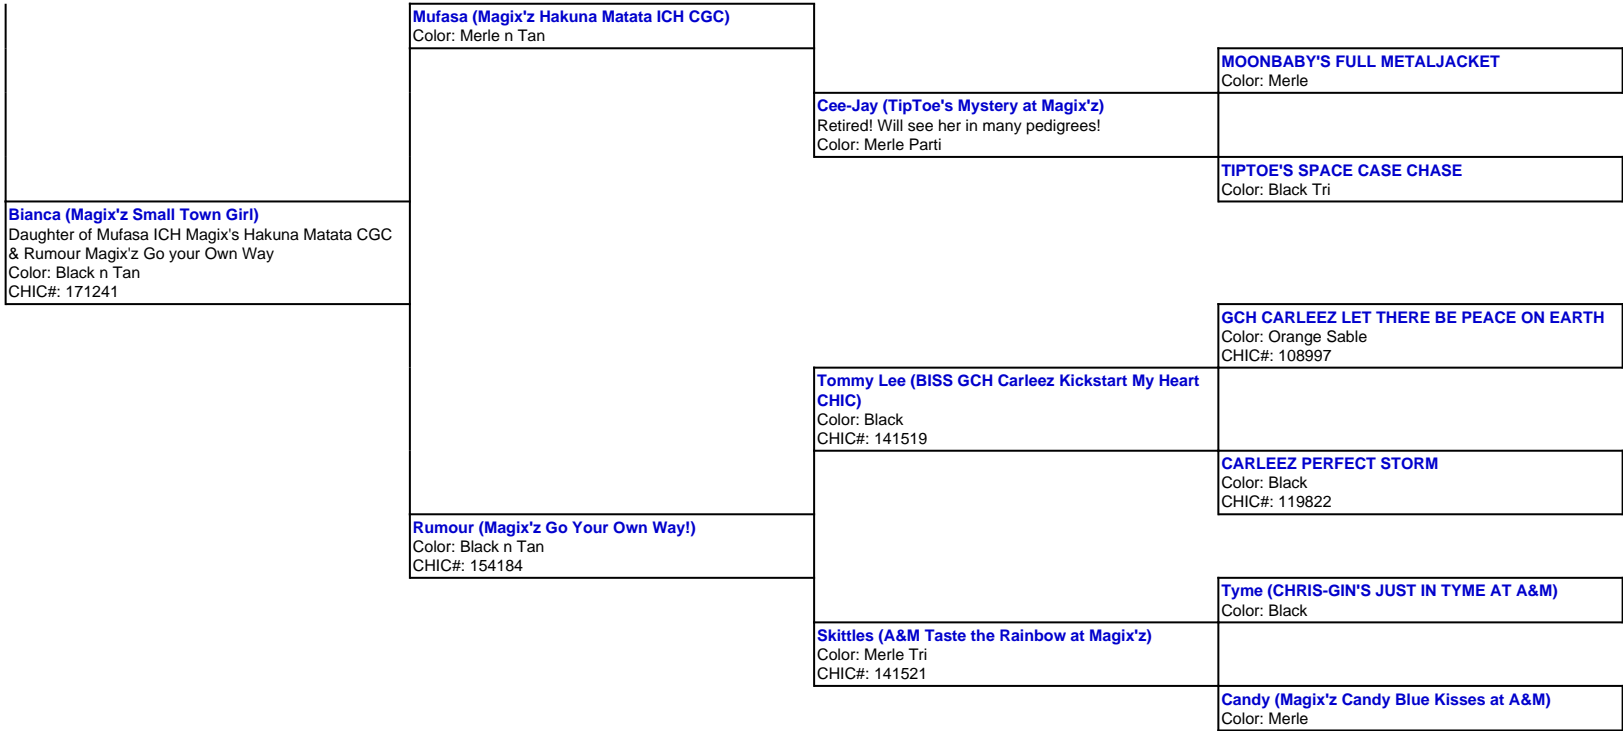 Mufasa (Magix'z Hakuna Matata ICH CGC)
Color: Merle n Tan
MOONBABY'S FULL METALJACKET
Color: Merle
Cee-Jay (TipToe's Mystery at Magix'z)
Retired! Will see her in many pedigrees!
Color: Merle Parti
TIPTOE'S SPACE CASE CHASE
Color: Black Tri
Bianca (Magix'z Small Town Girl)
Daughter of Mufasa ICH Magix's Hakuna Matata CGC
& Rumour Magix'z Go your Own Way
Color: Black n Tan
CHIC#: 171241
GCH CARLEEZ LET THERE BE PEACE ON EARTH
Color: Orange Sable
CHIC#: 108997
Tommy Lee (BISS GCH Carleez Kickstart My Heart
CHIC)
Color: Black
CHIC#: 141519
CARLEEZ PERFECT STORM
Color: Black
CHIC#: 119822
Rumour (Magix'z Go Your Own Way!)
Color: Black n Tan
CHIC#: 154184
Tyme (CHRIS-GIN'S JUST IN TYME AT A&M)
Color: Black
Skittles (A&M Taste the Rainbow at Magix'z)
Color: Merle Tri
CHIC#: 141521
Candy (Magix'z Candy Blue Kisses at A&M)
Color: Merle